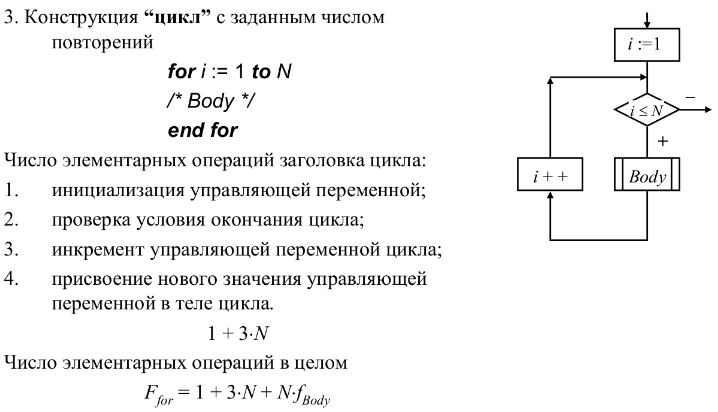 3. Конструкция “цикл” с заданным числом
повторений
for i := 1 to N
/* Body */
end for
Число элементарных операций заголовка цикла:
1. инициализация управляющей переменной;
2. проверка условия окончания цикла;
3. инкремент управляющей переменной цикла;
4. присвоение нового значения управляющей
переменной в теле цикла.
1 + 3·N
Число элементарных операций в целом
F_for = 1 + 3·N + N·f_Body
i :=1
i ≤ N
−
+
i + +
Body